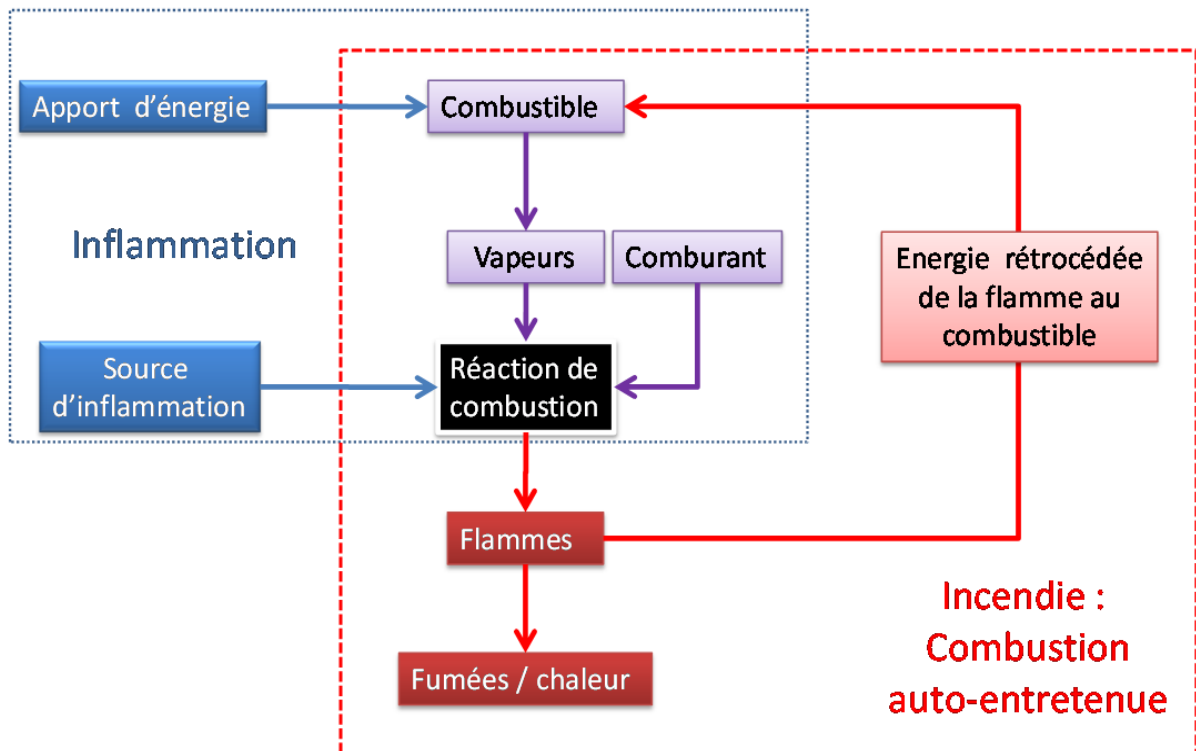 Apport d'énergie
Combustible
Inflammation
Vapeurs
Comburant
Energie rétrocédée
de la flamme au
combustible
Source
d'inflammation
Réaction de
combustion
Flammes
Fumées / chaleur
Incendie :
Combustion
auto-entretenue